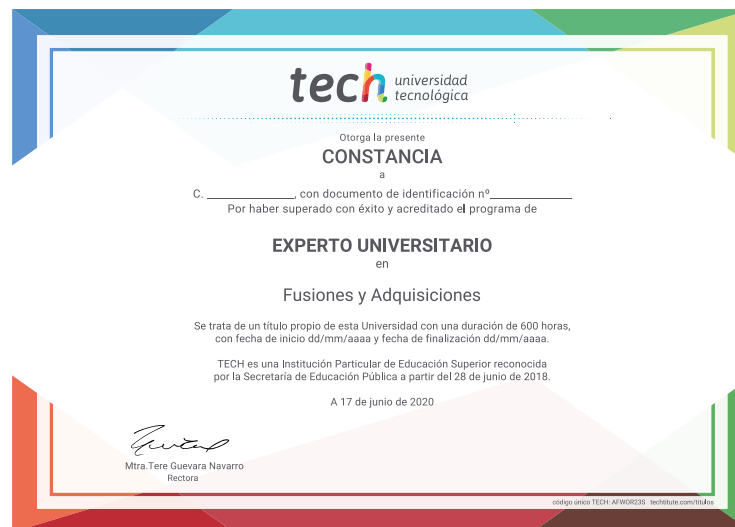 tech universidad
tecnológica
Otorga la presente
CONSTANCIA
a
C. ________________, con documento de identificación nº_______________
Por haber superado con éxito y acreditado el programa de
EXPERTO UNIVERSITARIO
en
Fusiones y Adquisiciones
Se trata de un título propio de esta Universidad con una duración de 600 horas,
con fecha de inicio dd/mm/aaaa y fecha de finalización dd/mm/aaaa.
TECH es una Institución Particular de Educación Superior reconocida
por la Secretaría de Educación Pública a partir del 28 de junio de 2018.
A 17 de junio de 2020
Mtra.Tere Guevara Navarro
Rectora
código único TECH: AFWOR23S techtitute.com/titulos